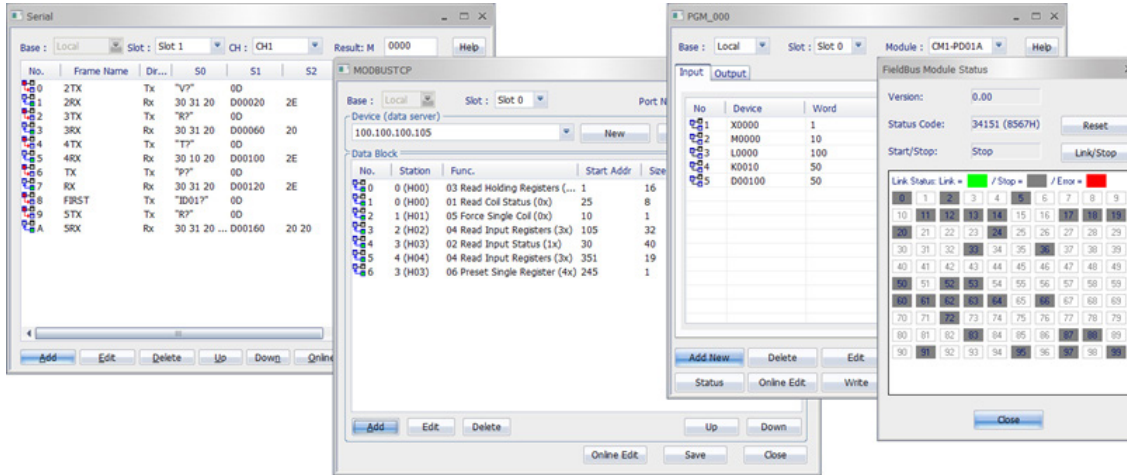 Serial
Base : Local Slot : Slot 1 CH : CH1 Result: M 0000 Help
No. Frame Name Dir... S0 S1 S2
0 2TX Tx "V?" 0D
1 2RX Rx 30 31 20 D00020 2E
2 3TX Tx "R?" 0D
3 3RX Rx 30 31 20 D00060 20
4 4TX Tx "T?" 0D
5 4RX Rx 30 10 20 D00100 2E
6 TX Tx "P?" 0D
7 RX Rx 30 31 20 D00120 2E
8 FIRST Tx "ID01?" 0D
9 5TX Tx "R?" 0D
A 5RX Rx 30 31 20 ... D00160 20 20
Add Edit Delete Up Down Online
MODBUSTCP
Base : Local Slot : Slot 0 Port N
Device (data server)
100.100.100.105 New
Data Block
No. Station Func. Start Addr Size
0 0 (H00) 03 Read Holding Registers (... 1 16
1 0 (H00) 01 Read Coil Status (0x) 25 8
2 1 (H01) 05 Force Single Coil (0x) 10 1
3 2 (H02) 04 Read Input Registers (3x) 105 32
4 3 (H03) 02 Read Input Status (1x) 30 40
5 4 (H04) 04 Read Input Registers (3x) 351 19
6 3 (H03) 06 Preset Single Register (4x) 245 1
Add Edit Delete Up Down
Online Edit Save Close
PGM_000
Base : Local Slot : Slot 0 Module : CM1-PD01A Help
Input Output
No Device Word
1 X0000 1
2 M0000 10
3 L0000 100
4 K0010 50
5 D00100 50
Add New Delete Edit
Status Online Edit Write
FieldBus Module Status
Version: 0.00
Status Code: 34151 (8567H) Reset
Start/Stop: Stop Link/Stop
Link Status: Link = / Stop = / Error =
0 1 2 3 4 5 6 7 8 9
10 11 12 13 14 15 16 17 18 19
20 21 22 23 24 25 26 27 28 29
30 31 32 33 34 35 36 37 38 39
40 41 42 43 44 45 46 47 48 49
50 51 52 53 54 55 56 57 58 59
60 61 62 63 64 65 66 67 68 69
70 71 72 73 74 75 76 77 78 79
80 81 82 83 84 85 86 87 88 89
90 91 92 93 94 95 96 97 98 99
Close